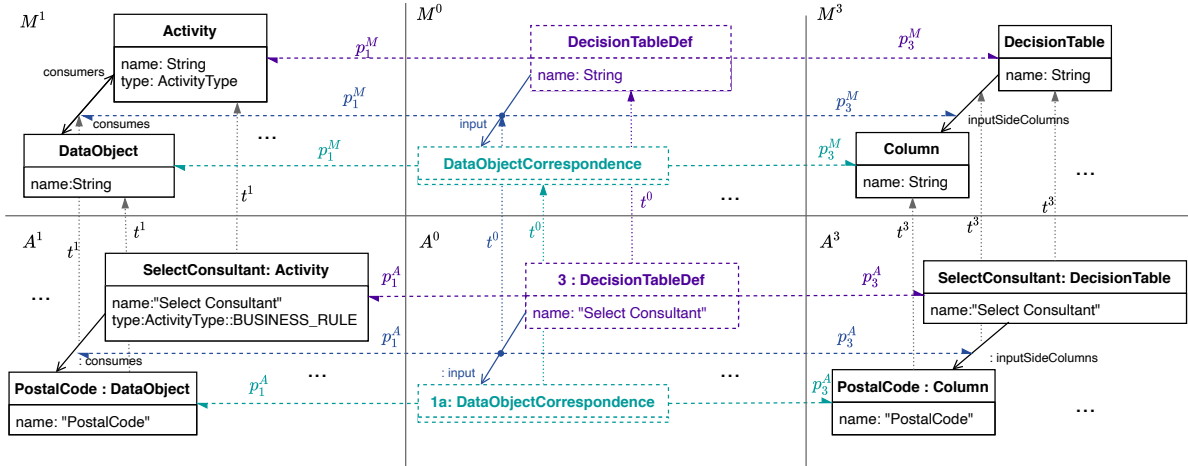 M¹
M⁰
M³
Activity
name: String
type: ActivityType
consumers
consumes
DataObject
name:String
...
p₁ᴹ
p₁ᴹ
p₁ᴹ
DecisionTableDef
name: String
input
DataObjectCorrespondence
...
p₃ᴹ
p₃ᴹ
p₃ᴹ
DecisionTable
name: String
inputSideColumns
Column
name: String
...
t¹
t¹
t¹
t⁰
t⁰
t⁰
t³
t³
t³
A¹
A⁰
A³
SelectConsultant: Activity
name:"Select Consultant"
type:ActivityType::BUSINESS_RULE
: consumes
PostalCode : DataObject
name: "PostalCode"
...
...
p₁ᴬ
p₁ᴬ
p₁ᴬ
3 : DecisionTableDef
name: "Select Consultant"
: input
1a: DataObjectCorrespondence
...
p₃ᴬ
p₃ᴬ
p₃ᴬ
SelectConsultant: DecisionTable
name:"Select Consultant"
: inputSideColumns
PostalCode : Column
name: "PostalCode"
...